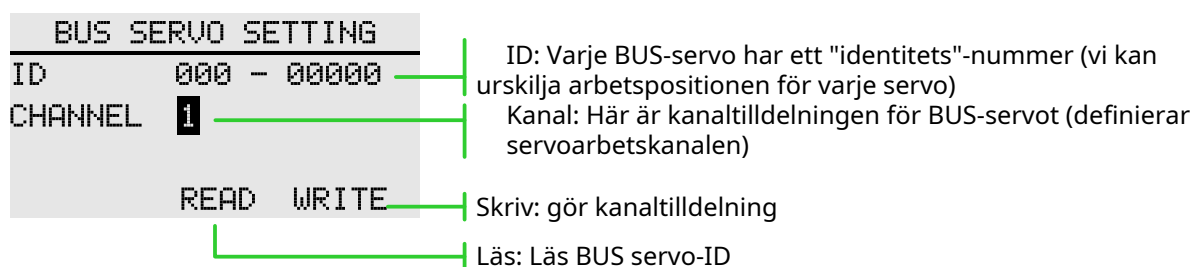 BUS SERVO SETTING
ID 000 - 00000
CHANNEL 1
READ WRITE
ID: Varje BUS-servo har ett "identitets"-nummer (vi kan
urskilja arbetspositionen för varje servo)
Kanal: Här är kanaltilldelningen för BUS-servot (definierar
servoarbetskanalen)
Skriv: gör kanaltilldelning
Läs: Läs BUS servo-ID